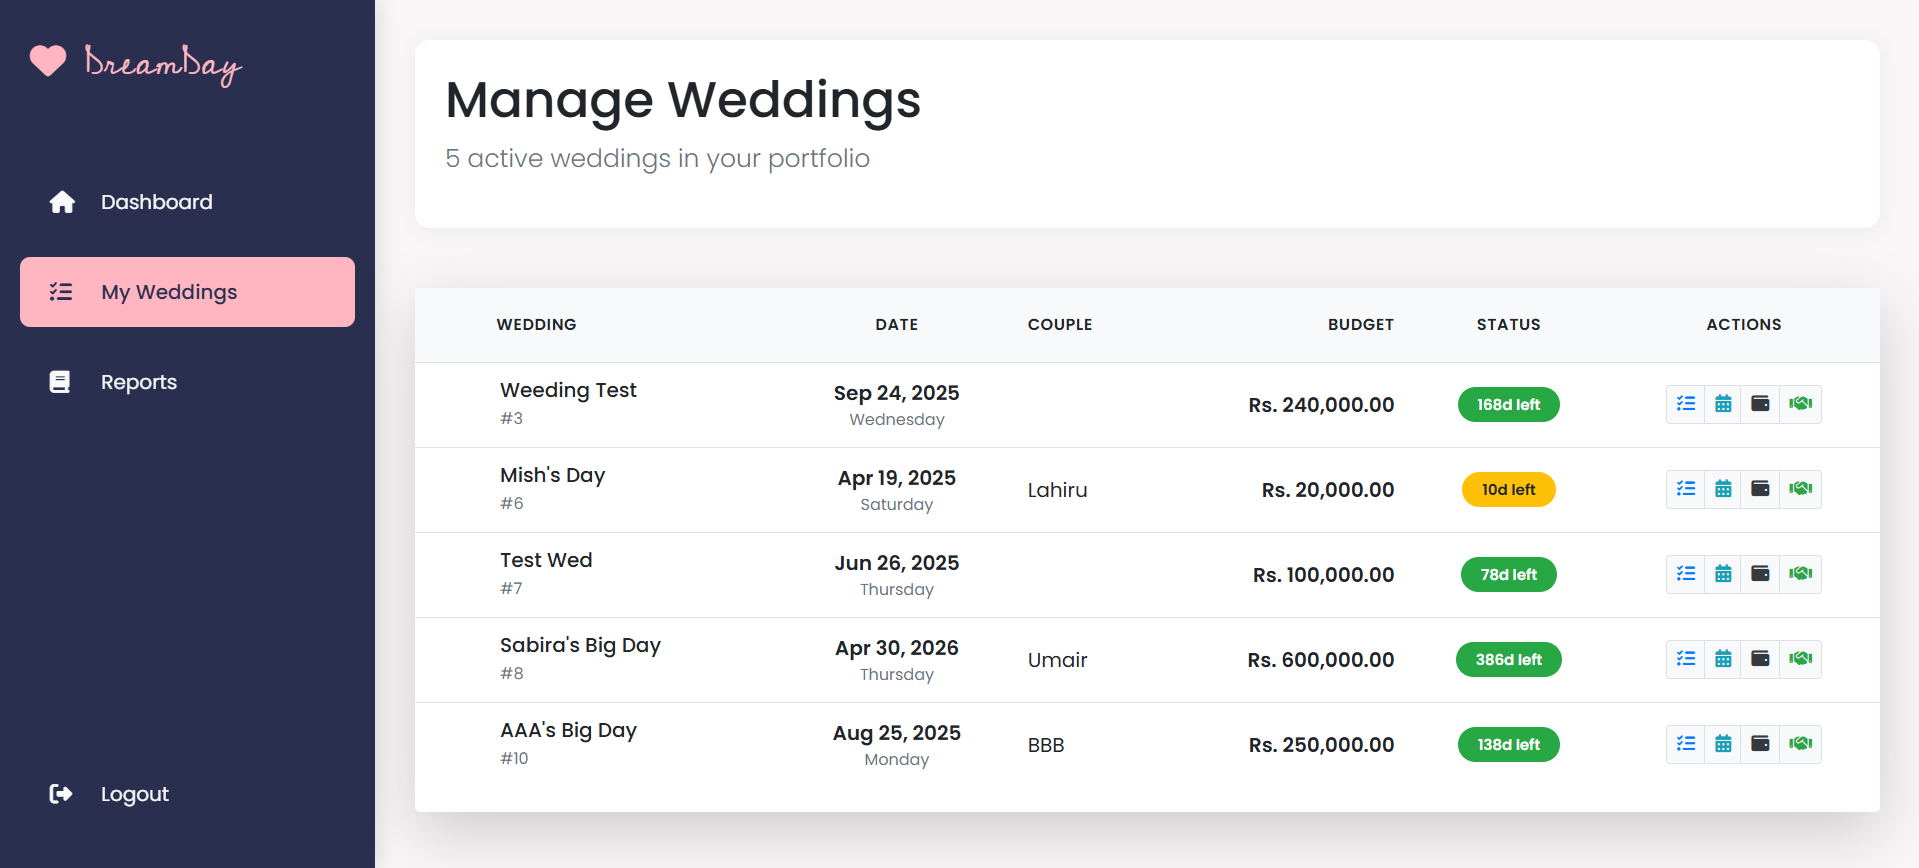 DreamDay
Dashboard
My Weddings
Reports
Logout
Manage Weddings
5 active weddings in your portfolio
WEDDING DATE COUPLE BUDGET STATUS ACTIONS
Weeding Test
#3
Sep 24, 2025
Wednesday
Rs. 240,000.00
168d left
Mish's Day
#6
Apr 19, 2025
Saturday
Lahiru
Rs. 20,000.00
10d left
Test Wed
#7
Jun 26, 2025
Thursday
Rs. 100,000.00
78d left
Sabira's Big Day
#8
Apr 30, 2026
Thursday
Umair
Rs. 600,000.00
386d left
AAA's Big Day
#10
Aug 25, 2025
Monday
BBB
Rs. 250,000.00
138d left